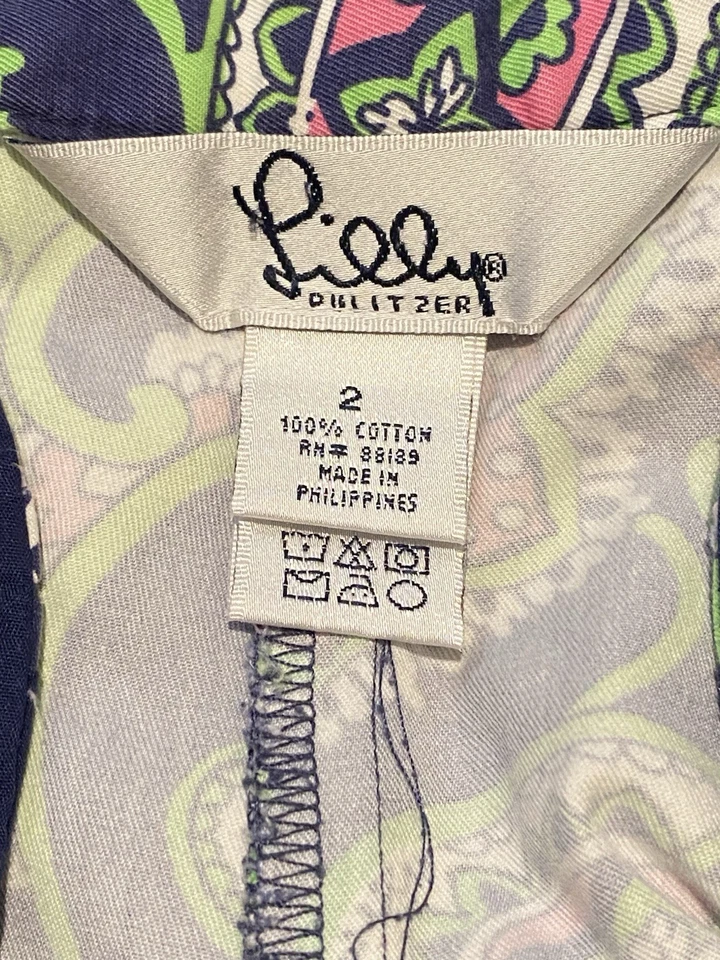 Lilly®
PULITZER
2
100% COTTON
RN# 88189
MADE IN
PHILIPPINES